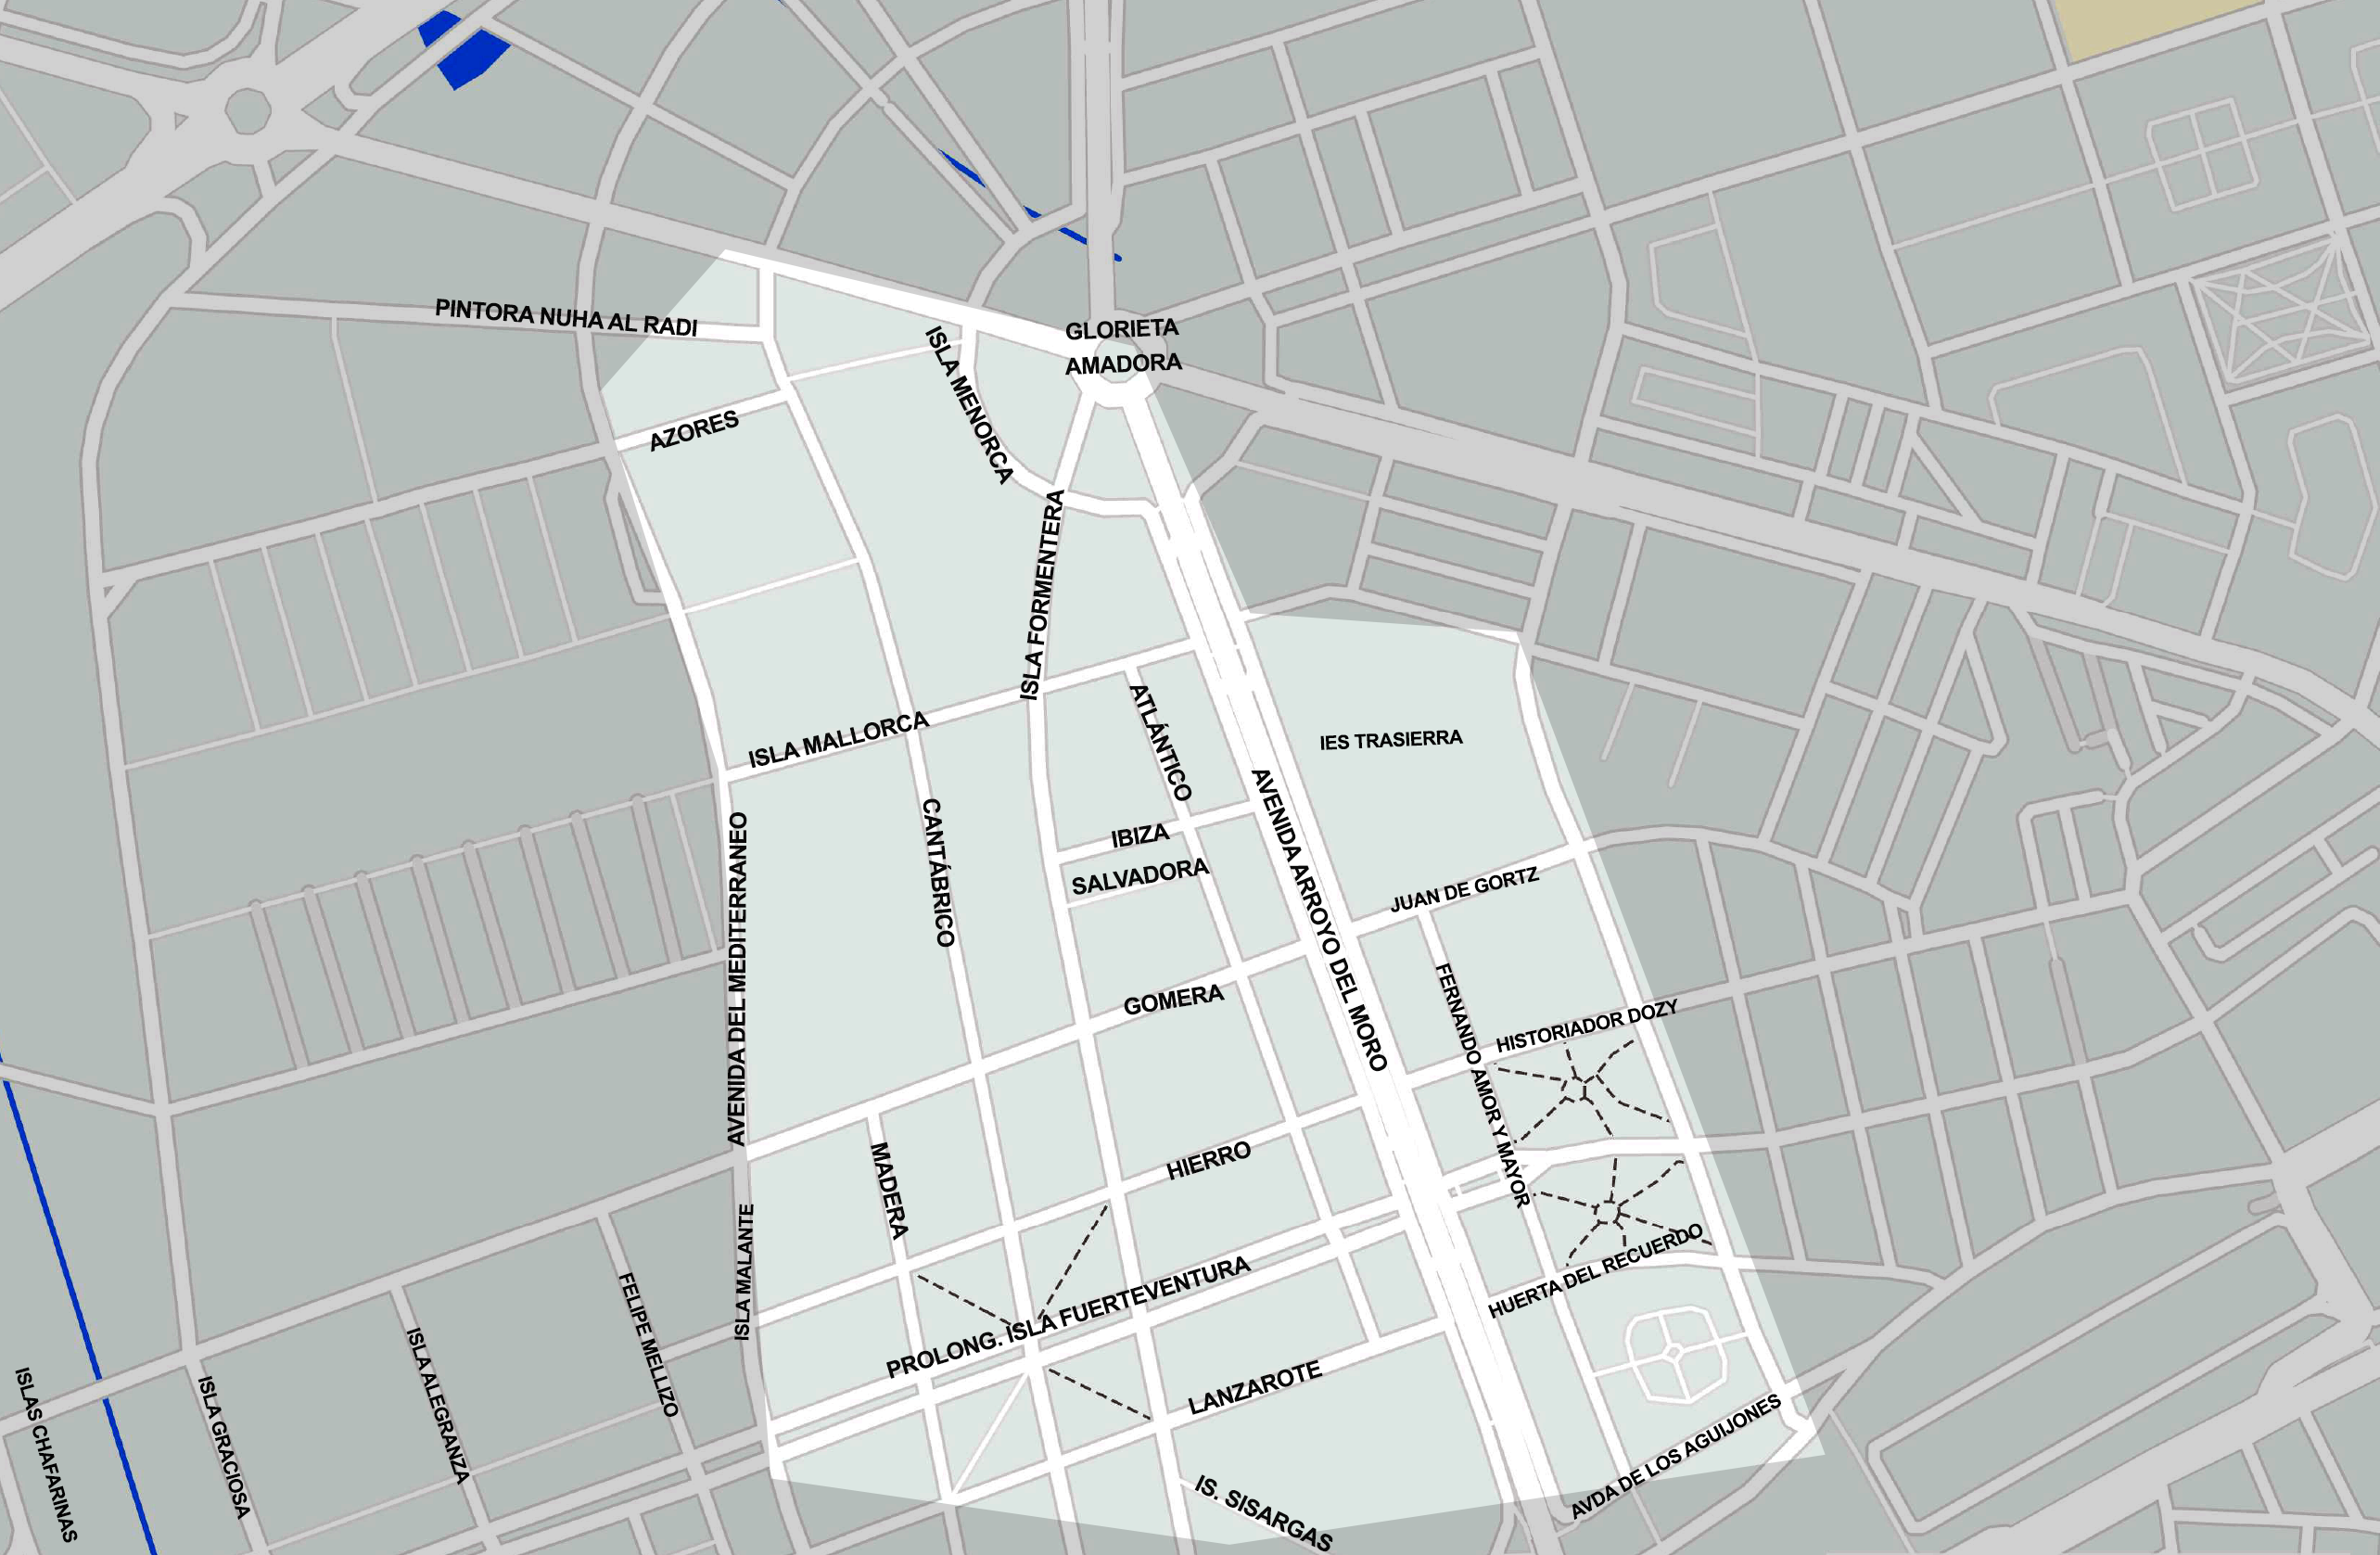 PINTORA NUHA AL RADI
GLORIETA
AMADORA
ISLA MENORCA
AZORES
ISLA FORMENTERA
ISLA MALLORCA
ATLÁNTICO
IES TRASIERRA
AVENIDA DEL MEDITERRANEO
CANTÁBRICO
IBIZA
SALVADORA
AVENIDA ARROYO DEL MORO
JUAN DE GORTZ
GOMERA
FERNANDO AMOR Y MAYOR
HISTORIADOR DOZY
MADERA
HIERRO
ISLA MALANTE
FELIPE MELLIZO
PROLONG. ISLA FUERTEVENTURA
HUERTA DEL RECUERDO
ISLA ALEGRANZA
ISLAS CHAFARINAS
ISLA GRACIOSA
LANZAROTE
AVDA DE LOS AGUIJONES
IS. SISARGAS